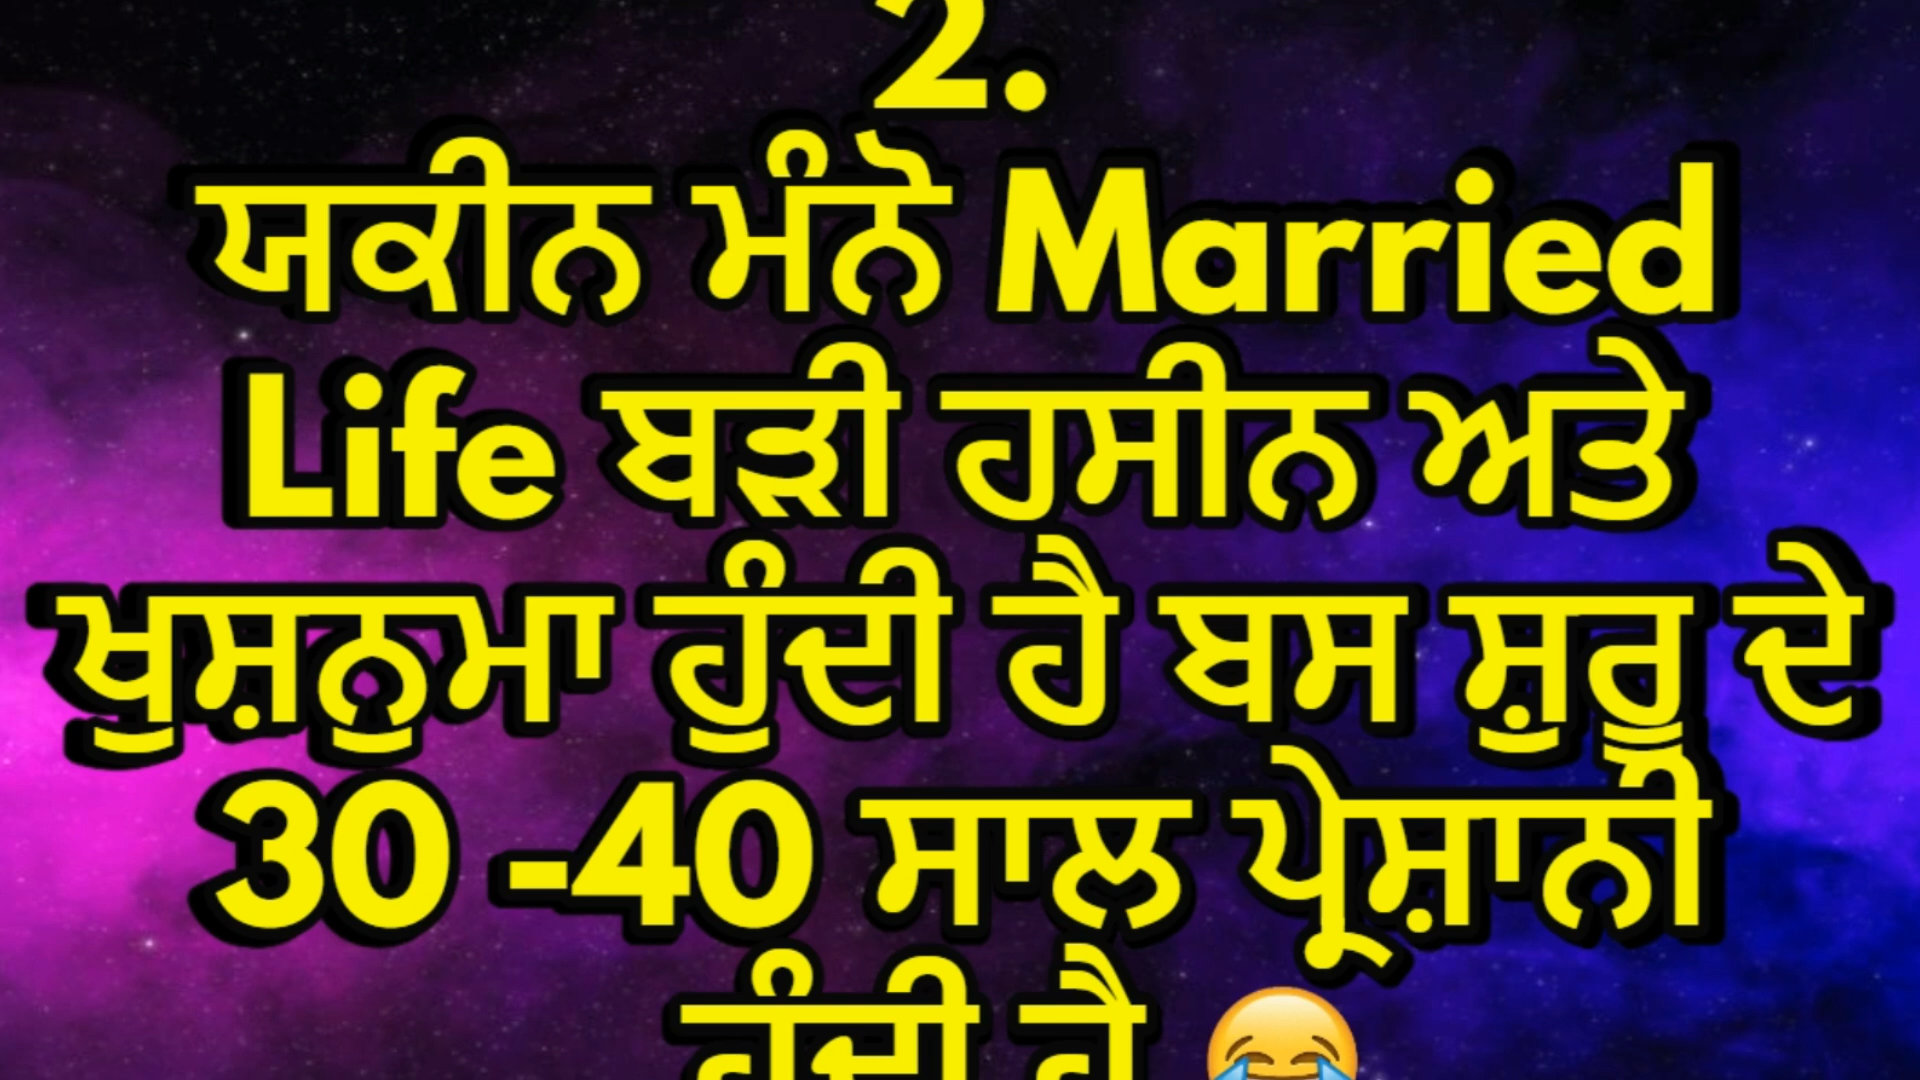 2.
ਯਕੀਨ ਮੰਨੋ Married
Life ਬੜੀ ਹਸੀਨ ਅਤੇ
ਖੁਸ਼ਨੁਮਾ ਹੁੰਦੀ ਹੈ ਬਸ ਸ਼ੁਰੂ ਦੇ
30 -40 ਸਾਲ ਪ੍ਰੇਸ਼ਾਨੀ
ਹੁੰਦੀ ਹੈ 😂